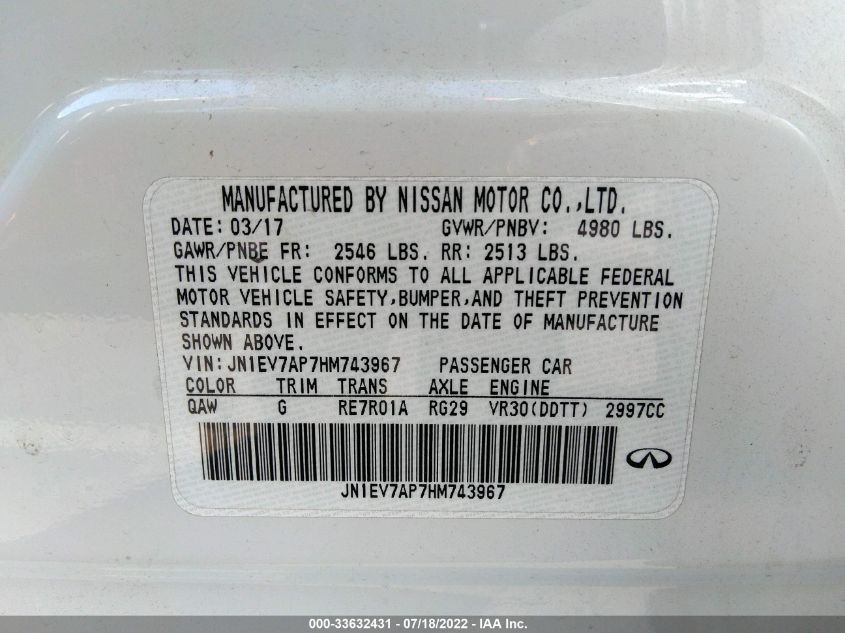 MANUFACTURED BY NISSAN MOTOR CO.,LTD.
DATE: 03/17 GVWR/PNBV: 4980 LBS.
GAWR/PNBE FR: 2546 LBS. RR: 2513 LBS.
THIS VEHICLE CONFORMS TO ALL APPLICABLE FEDERAL
MOTOR VEHICLE SAFETY,BUMPER,AND THEFT PREVENTION
STANDARDS IN EFFECT ON THE DATE OF MANUFACTURE
SHOWN ABOVE.
VIN:JN1EV7AP7HM743967 PASSENGER CAR
COLOR TRIM TRANS AXLE ENGINE
QAW G RE7R01A RG29 VR30(DDTT) 2997CC
JN1EV7AP7HM743967
000-33632431 - 07/18/2022 - IAA Inc.